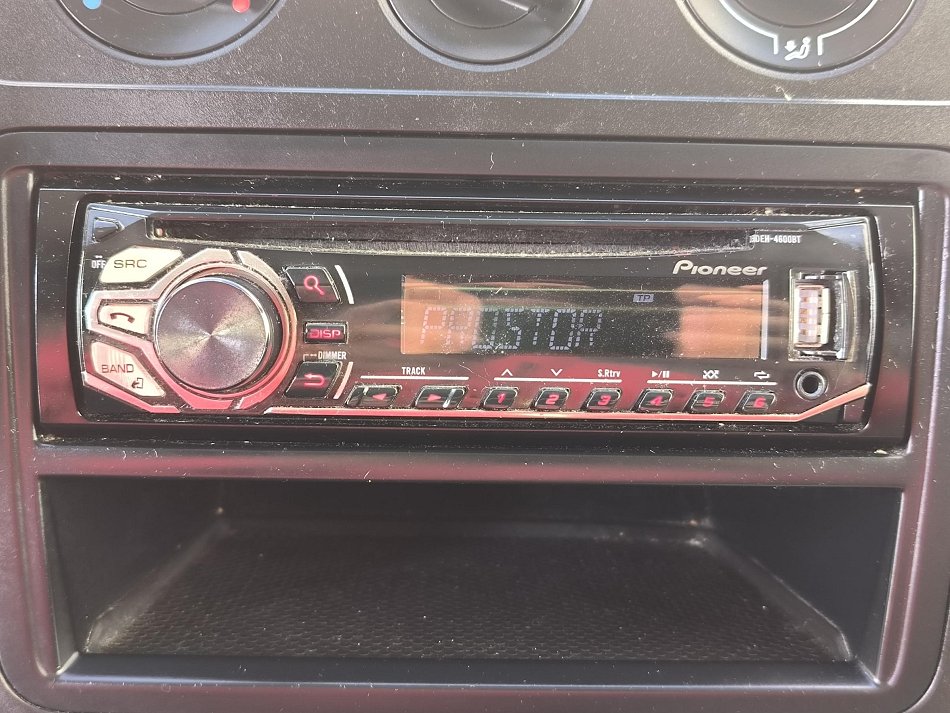 DEH-4600BT
Pioneer
OFF
SRC
TP
PROSTOR
DISP
DIMMER
BAND
TRACK
S.Rtrv
1 2 3 4 5 6